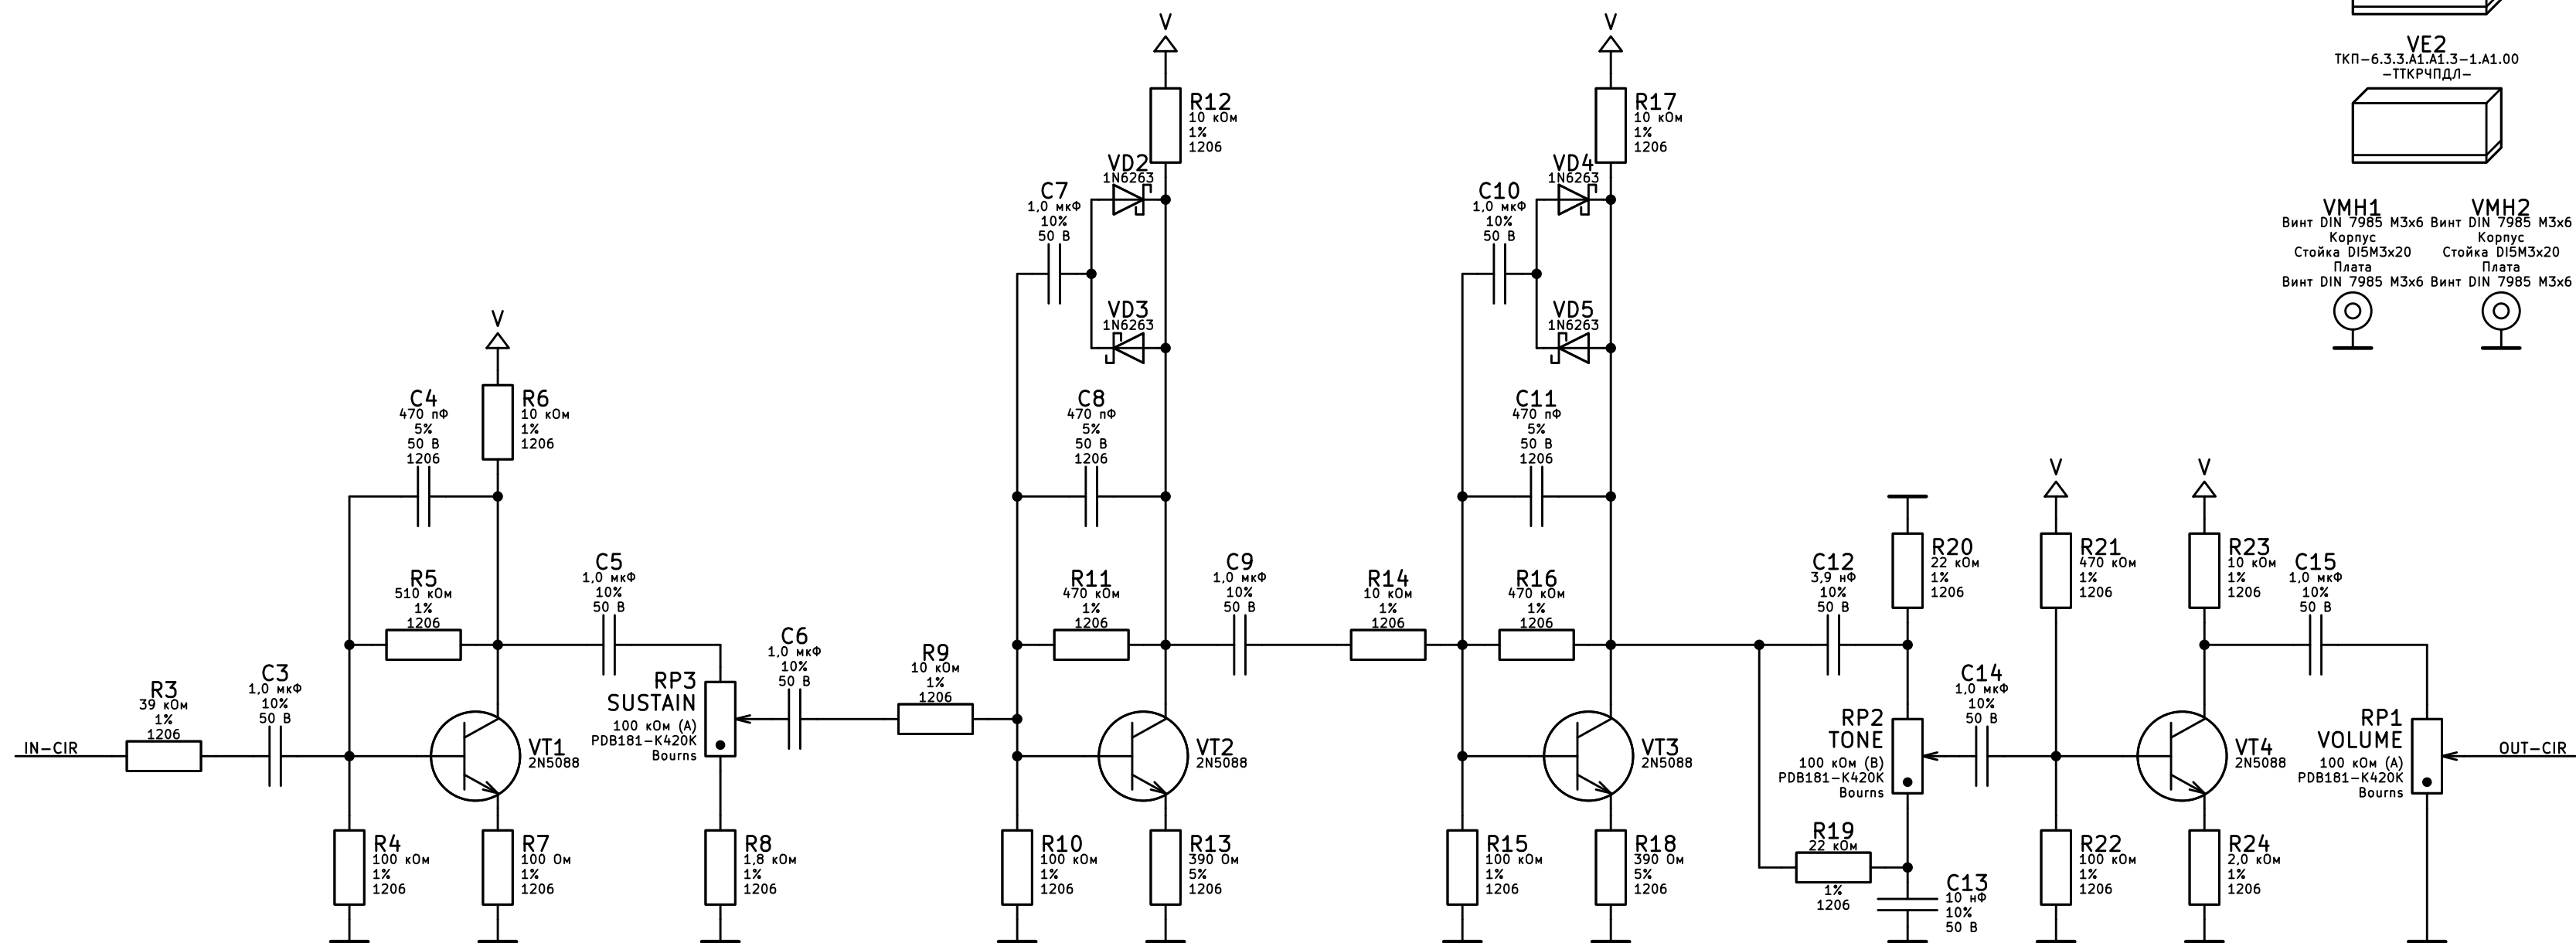 VE2
ТКП-6.3.3.А1.А1.3-1.А1.00
-ТТКРЧПДЛ-
VMH1
Винт DIN 7985 M3x6
Корпус
Стойка DI5M3x20
Плата
Винт DIN 7985 M3x6
VMH2
Винт DIN 7985 M3x6
Корпус
Стойка DI5M3x20
Плата
Винт DIN 7985 M3x6
IN-CIR
R3
39 кОм
1%
1206
C3
1,0 мкФ
10%
50 В
R4
100 кОм
1%
1206
C4
470 пФ
5%
50 В
1206
R5
510 кОм
1%
1206
V
R6
10 кОм
1%
1206
VT1
2N5088
R7
100 Ом
1%
1206
C5
1,0 мкФ
10%
50 В
RP3
SUSTAIN
100 кОм (A)
PDB181-K420K
Bourns
R8
1,8 кОм
1%
1206
C6
1,0 мкФ
10%
50 В
R9
10 кОм
1%
1206
R10
100 кОм
1%
1206
C7
1,0 мкФ
10%
50 В
VD2
1N6263
VD3
1N6263
C8
470 пФ
5%
50 В
1206
R11
470 кОм
1%
1206
V
R12
10 кОм
1%
1206
VT2
2N5088
R13
390 Ом
5%
1206
C9
1,0 мкФ
10%
50 В
R14
10 кОм
1%
1206
R15
100 кОм
1%
1206
C10
1,0 мкФ
10%
50 В
VD4
1N6263
VD5
1N6263
C11
470 пФ
5%
50 В
1206
R16
470 кОм
1%
1206
V
R17
10 кОм
1%
1206
VT3
2N5088
R18
390 Ом
5%
1206
C12
3,9 нФ
10%
50 В
R19
22 кОм
1%
1206
R20
22 кОм
1%
1206
RP2
TONE
100 кОм (B)
PDB181-K420K
Bourns
C13
10 нФ
10%
50 В
C14
1,0 мкФ
10%
50 В
V
R21
470 кОм
1%
1206
R22
100 кОм
1%
1206
V
R23
10 кОм
1%
1206
VT4
2N5088
R24
2,0 кОм
1%
1206
C15
1,0 мкФ
10%
50 В
RP1
VOLUME
100 кОм (A)
PDB181-K420K
Bourns
OUT-CIR